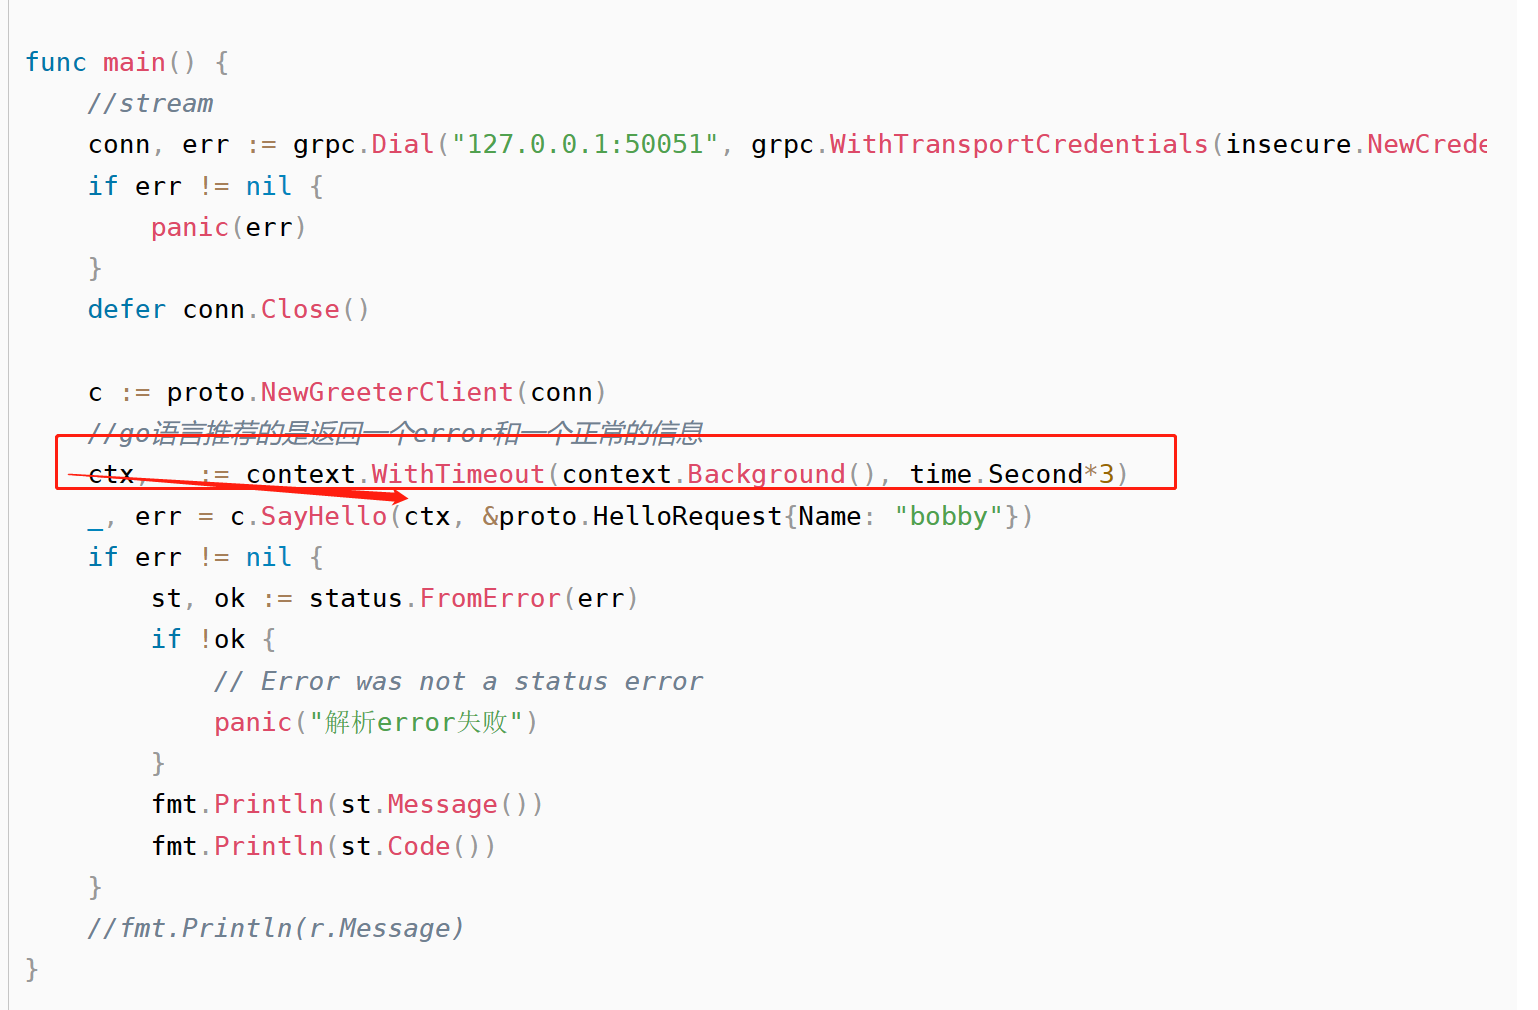 func main() {
//stream
conn, err := grpc.Dial("127.0.0.1:50051", grpc.WithTransportCredentials(insecure.NewCrede
if err != nil {
panic(err)
}
defer conn.Close()
c := proto.NewGreeterClient(conn)
//go语言推荐的是返回一个error和一个正常的信息
ctx, := context.WithTimeout(context.Background(), time.Second*3)
_, err = c.SayHello(ctx, &proto.HelloRequest{Name: "bobby"})
if err != nil {
st, ok := status.FromError(err)
if !ok {
// Error was not a status error
panic("解析error失败")
}
fmt.Println(st.Message())
fmt.Println(st.Code())
}
//fmt.Println(r.Message)
}